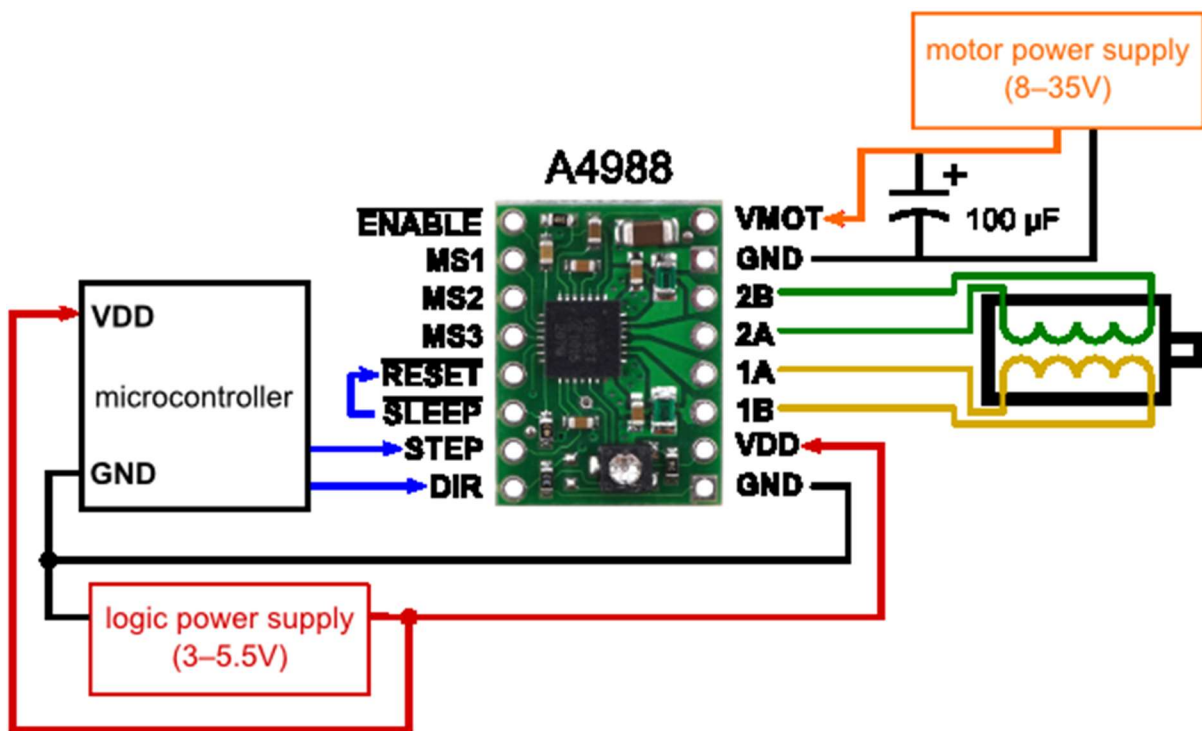 motor power supply
(8–35V)
A4988
ENABLE
MS1
MS2
MS3
RESET
SLEEP
STEP
DIR
VMOT
GND
2B
2A
1A
1B
VDD
GND
+
100 µF
VDD
microcontroller
GND
logic power supply
(3–5.5V)